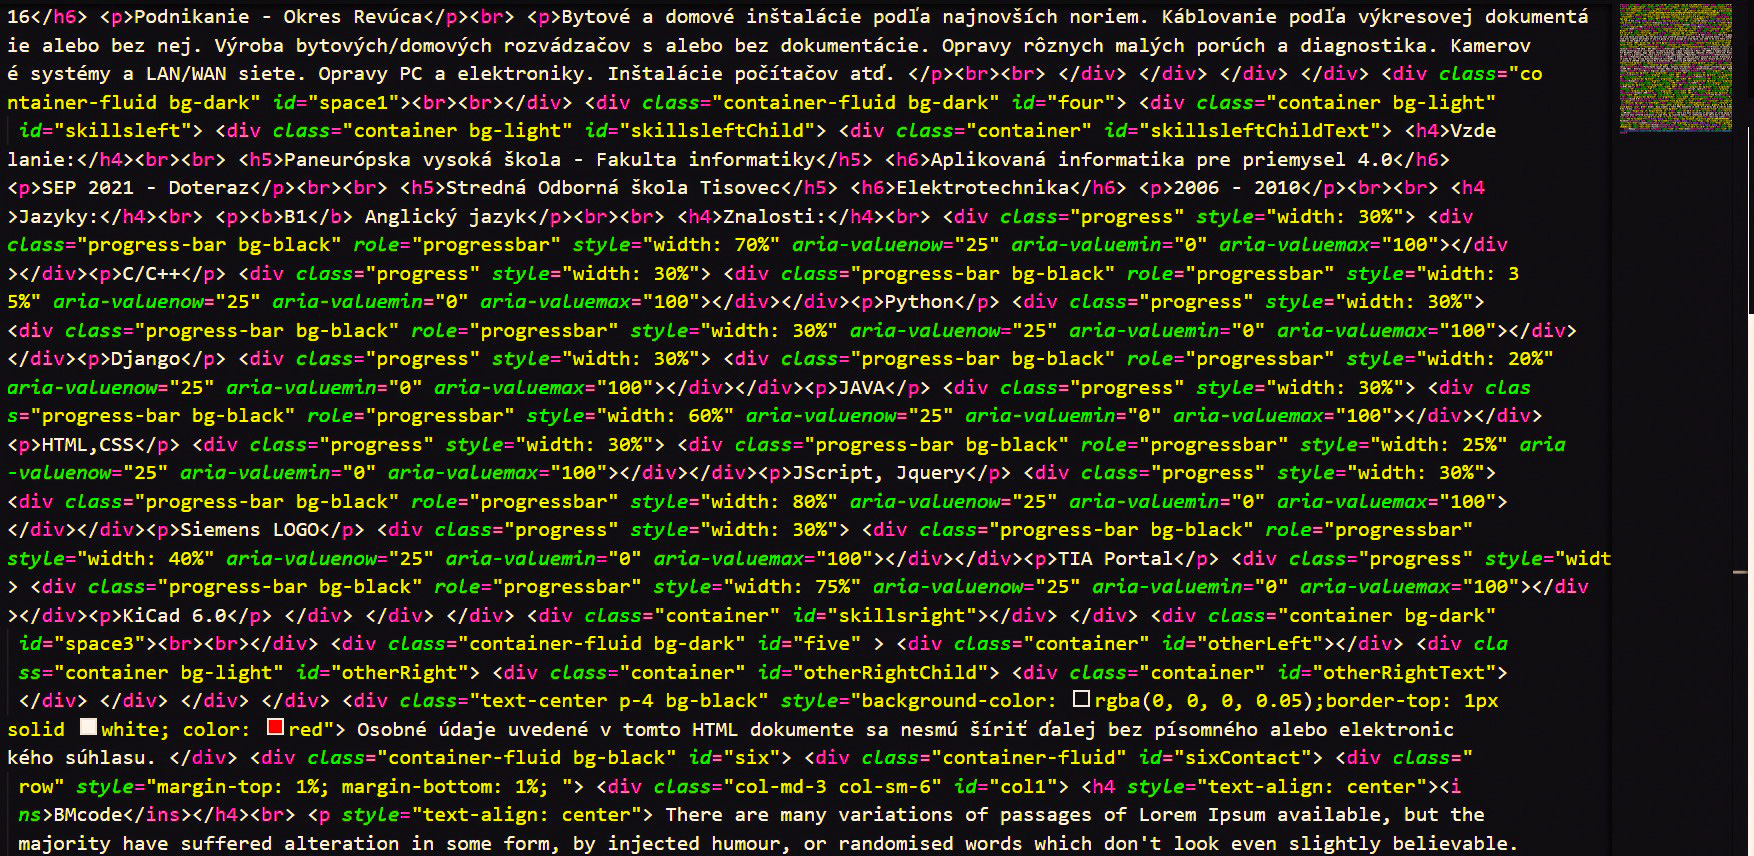 16</h6> <p>Podnikanie - Okres Revúca</p><br> <p>Bytové a domové inštalácie podľa najnovších noriem. Káblovanie podľa výkresovej dokumentá
ie alebo bez nej. Výroba bytových/domových rozvádzačov s alebo bez dokumentácie. Opravy rôznych malých porúch a diagnostika. Kamerov
é systémy a LAN/WAN siete. Opravy PC a elektroniky. Inštalácie počítačov atď. </p><br><br> </div> </div> </div> </div> <div class="co
ntainer-fluid bg-dark" id="space1"><br><br></div> <div class="container-fluid bg-dark" id="four"> <div class="container bg-light"
id="skillsleft"> <div class="container bg-light" id="skillsleftChild"> <div class="container" id="skillsleftChildText"> <h4>Vzde
lanie:</h4><br><br> <h5>Paneurópska vysoká škola - Fakulta informatiky</h5> <h6>Aplikovaná informatika pre priemysel 4.0</h6>
<p>SEP 2021 - Doteraz</p><br><br> <h5>Stredná Odborná škola Tisovec</h5> <h6>Elektrotechnika</h6> <p>2006 - 2010</p><br><br> <h4
>Jazyky:</h4><br> <p><b>B1</b> Anglický jazyk</p><br><br> <h4>Znalosti:</h4><br> <div class="progress" style="width: 30%"> <div
class="progress-bar bg-black" role="progressbar" style="width: 70%" aria-valuenow="25" aria-valuemin="0" aria-valuemax="100"></div
></div><p>C/C++</p> <div class="progress" style="width: 30%"> <div class="progress-bar bg-black" role="progressbar" style="width: 3
5%" aria-valuenow="25" aria-valuemin="0" aria-valuemax="100"></div></div><p>Python</p> <div class="progress" style="width: 30%">
<div class="progress-bar bg-black" role="progressbar" style="width: 30%" aria-valuenow="25" aria-valuemin="0" aria-valuemax="100"></div>
</div><p>Django</p> <div class="progress" style="width: 30%"> <div class="progress-bar bg-black" role="progressbar" style="width: 20%"
aria-valuenow="25" aria-valuemin="0" aria-valuemax="100"></div></div><p>JAVA</p> <div class="progress" style="width: 30%"> <div clas
s="progress-bar bg-black" role="progressbar" style="width: 60%" aria-valuenow="25" aria-valuemin="0" aria-valuemax="100"></div></div>
<p>HTML,CSS</p> <div class="progress" style="width: 30%"> <div class="progress-bar bg-black" role="progressbar" style="width: 25%" aria
-valuenow="25" aria-valuemin="0" aria-valuemax="100"></div></div><p>JScript, Jquery</p> <div class="progress" style="width: 30%">
<div class="progress-bar bg-black" role="progressbar" style="width: 80%" aria-valuenow="25" aria-valuemin="0" aria-valuemax="100">
</div></div><p>Siemens LOGO</p> <div class="progress" style="width: 30%"> <div class="progress-bar bg-black" role="progressbar"
style="width: 40%" aria-valuenow="25" aria-valuemin="0" aria-valuemax="100"></div></div><p>TIA Portal</p> <div class="progress" style="widt
> <div class="progress-bar bg-black" role="progressbar" style="width: 75%" aria-valuenow="25" aria-valuemin="0" aria-valuemax="100"></div
></div><p>KiCad 6.0</p> </div> </div> </div> <div class="container" id="skillsright"></div> </div> <div class="container bg-dark"
id="space3"><br><br></div> <div class="container-fluid bg-dark" id="five" > <div class="container" id="otherLeft"></div> <div cla
ss="container bg-light" id="otherRight"> <div class="container" id="otherRightChild"> <div class="container" id="otherRightText">
</div> </div> </div> </div> <div class="text-center p-4 bg-black" style="background-color: rgba(0, 0, 0, 0.05);border-top: 1px
solid white; color: red"> Osobné údaje uvedené v tomto HTML dokumente sa nesmú šíriť ďalej bez písomného alebo elektronic
kého súhlasu. </div> <div class="container-fluid bg-black" id="six"> <div class="container-fluid" id="sixContact"> <div class="
row" style="margin-top: 1%; margin-bottom: 1%; "> <div class="col-md-3 col-sm-6" id="col1"> <h4 style="text-align: center"><i
ns>BMcode</ins></h4><br> <p style="text-align: center"> There are many variations of passages of Lorem Ipsum available, but the
majority have suffered alteration in some form, by injected humour, or randomised words which don't look even slightly believable.